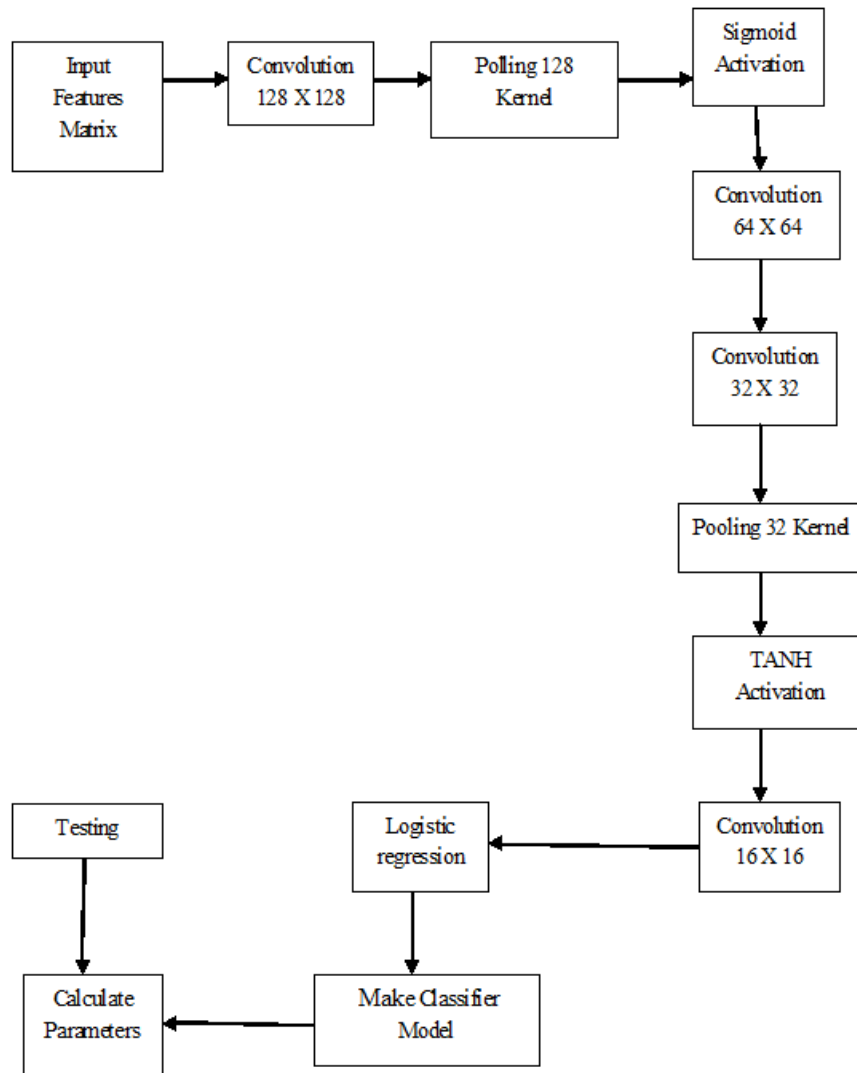 Input
Features
Matrix
Convolution
128 X 128
Polling 128
Kernel
Sigmoid
Activation
Convolution
64 X 64
Convolution
32 X 32
Pooling 32 Kernel
TANH
Activation
Convolution
16 X 16
Logistic
regression
Make Classifier
Model
Testing
Calculate
Parameters